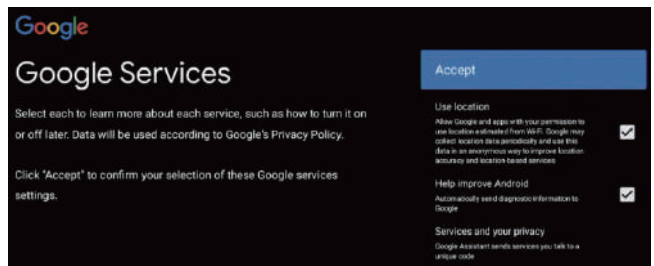 Google
Google Services
Select each to learn more about each service, such as how to turn it on
or off later. Data will be used according to Google's Privacy Policy.
Click "Accept" to confirm your selection of these Google services
settings.
Accept
Use location
Allow Google and apps with your permission to
use location estimated from Wi-Fi. Google may
collect location data periodically and use this
data in an anonymous way to improve location
accuracy and location based services
Help improve Android
Automatically send diagnostic information to
Google
Services and your privacy
Google Assistant sends services you talk to a
unique code